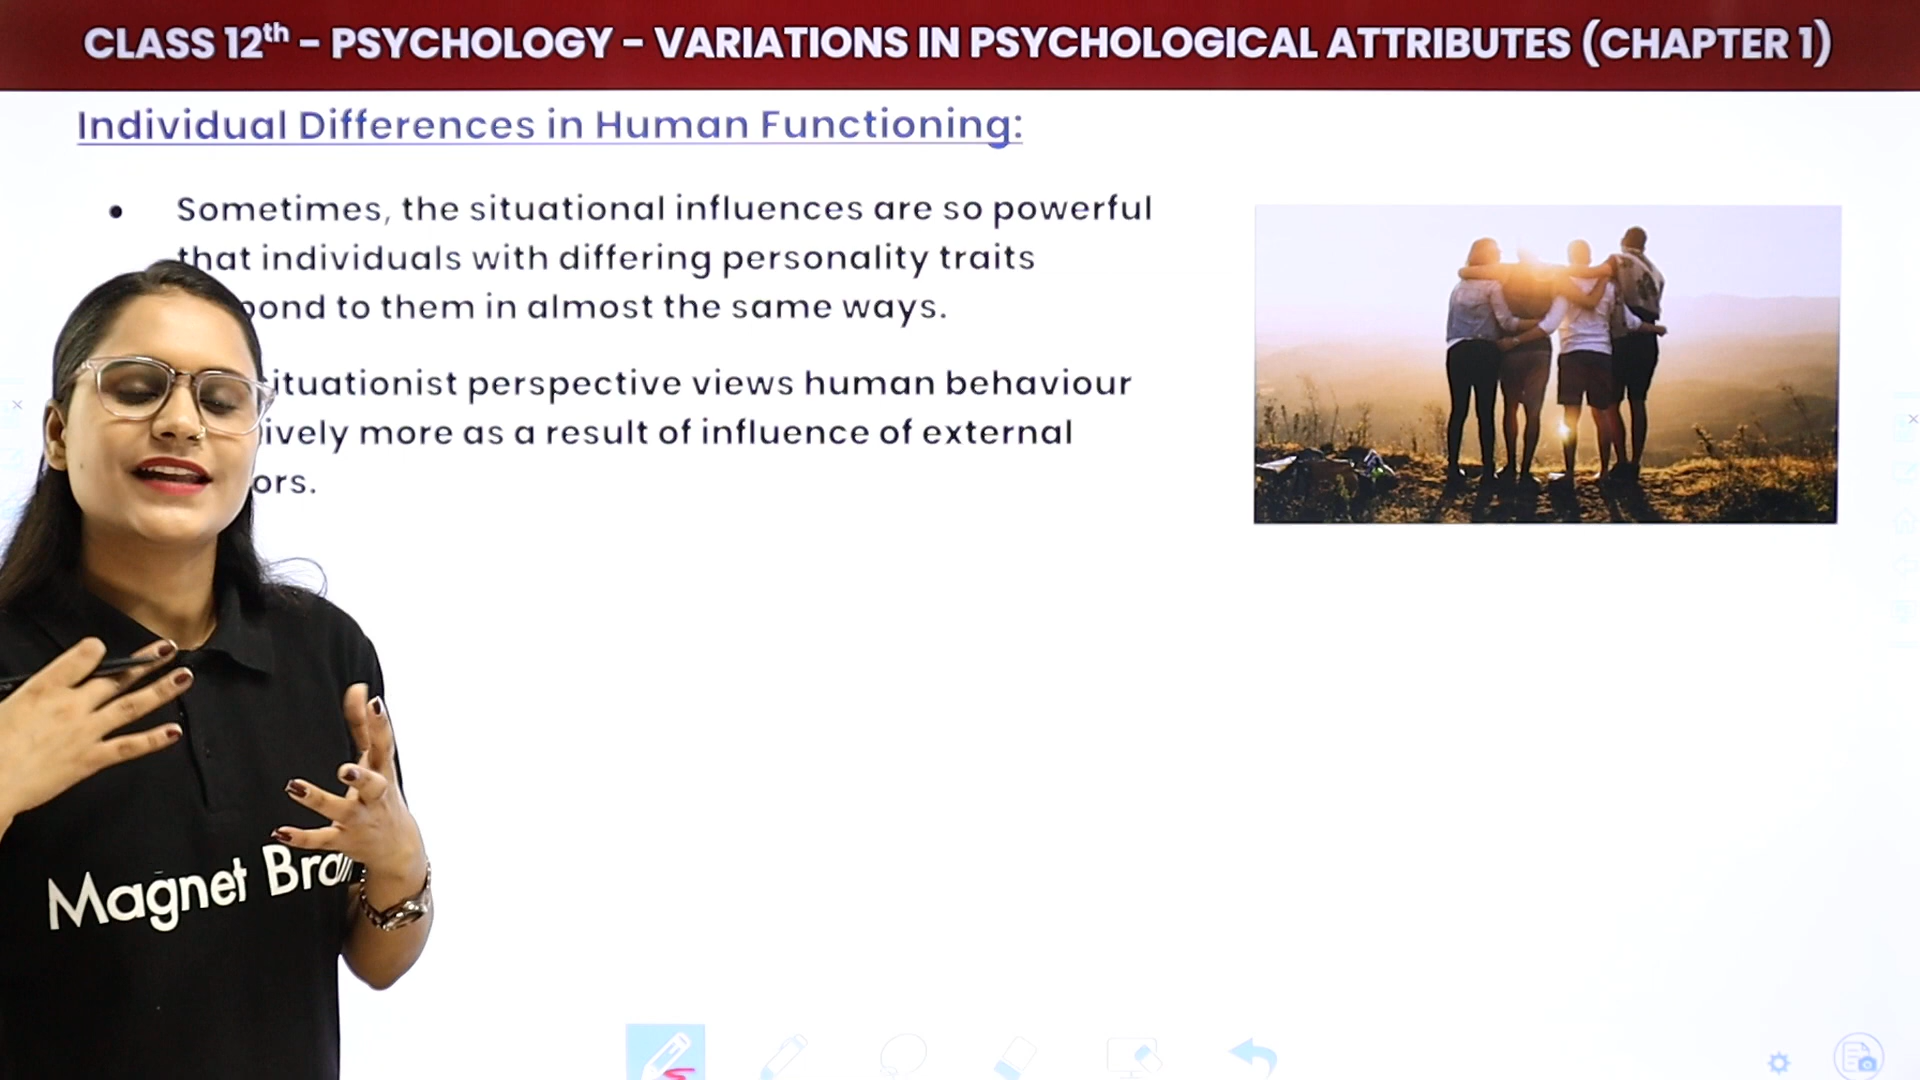 CLASS 12th – PSYCHOLOGY – VARIATIONS IN PSYCHOLOGICAL ATTRIBUTES (CHAPTER 1)
Individual Differences in Human Functioning:
• Sometimes, the situational influences are so powerful
that individuals with differing personality traits
pond to them in almost the same ways.
ituationist perspective views human behaviour
ively more as a result of influence of external
ors.
Magnet Brai